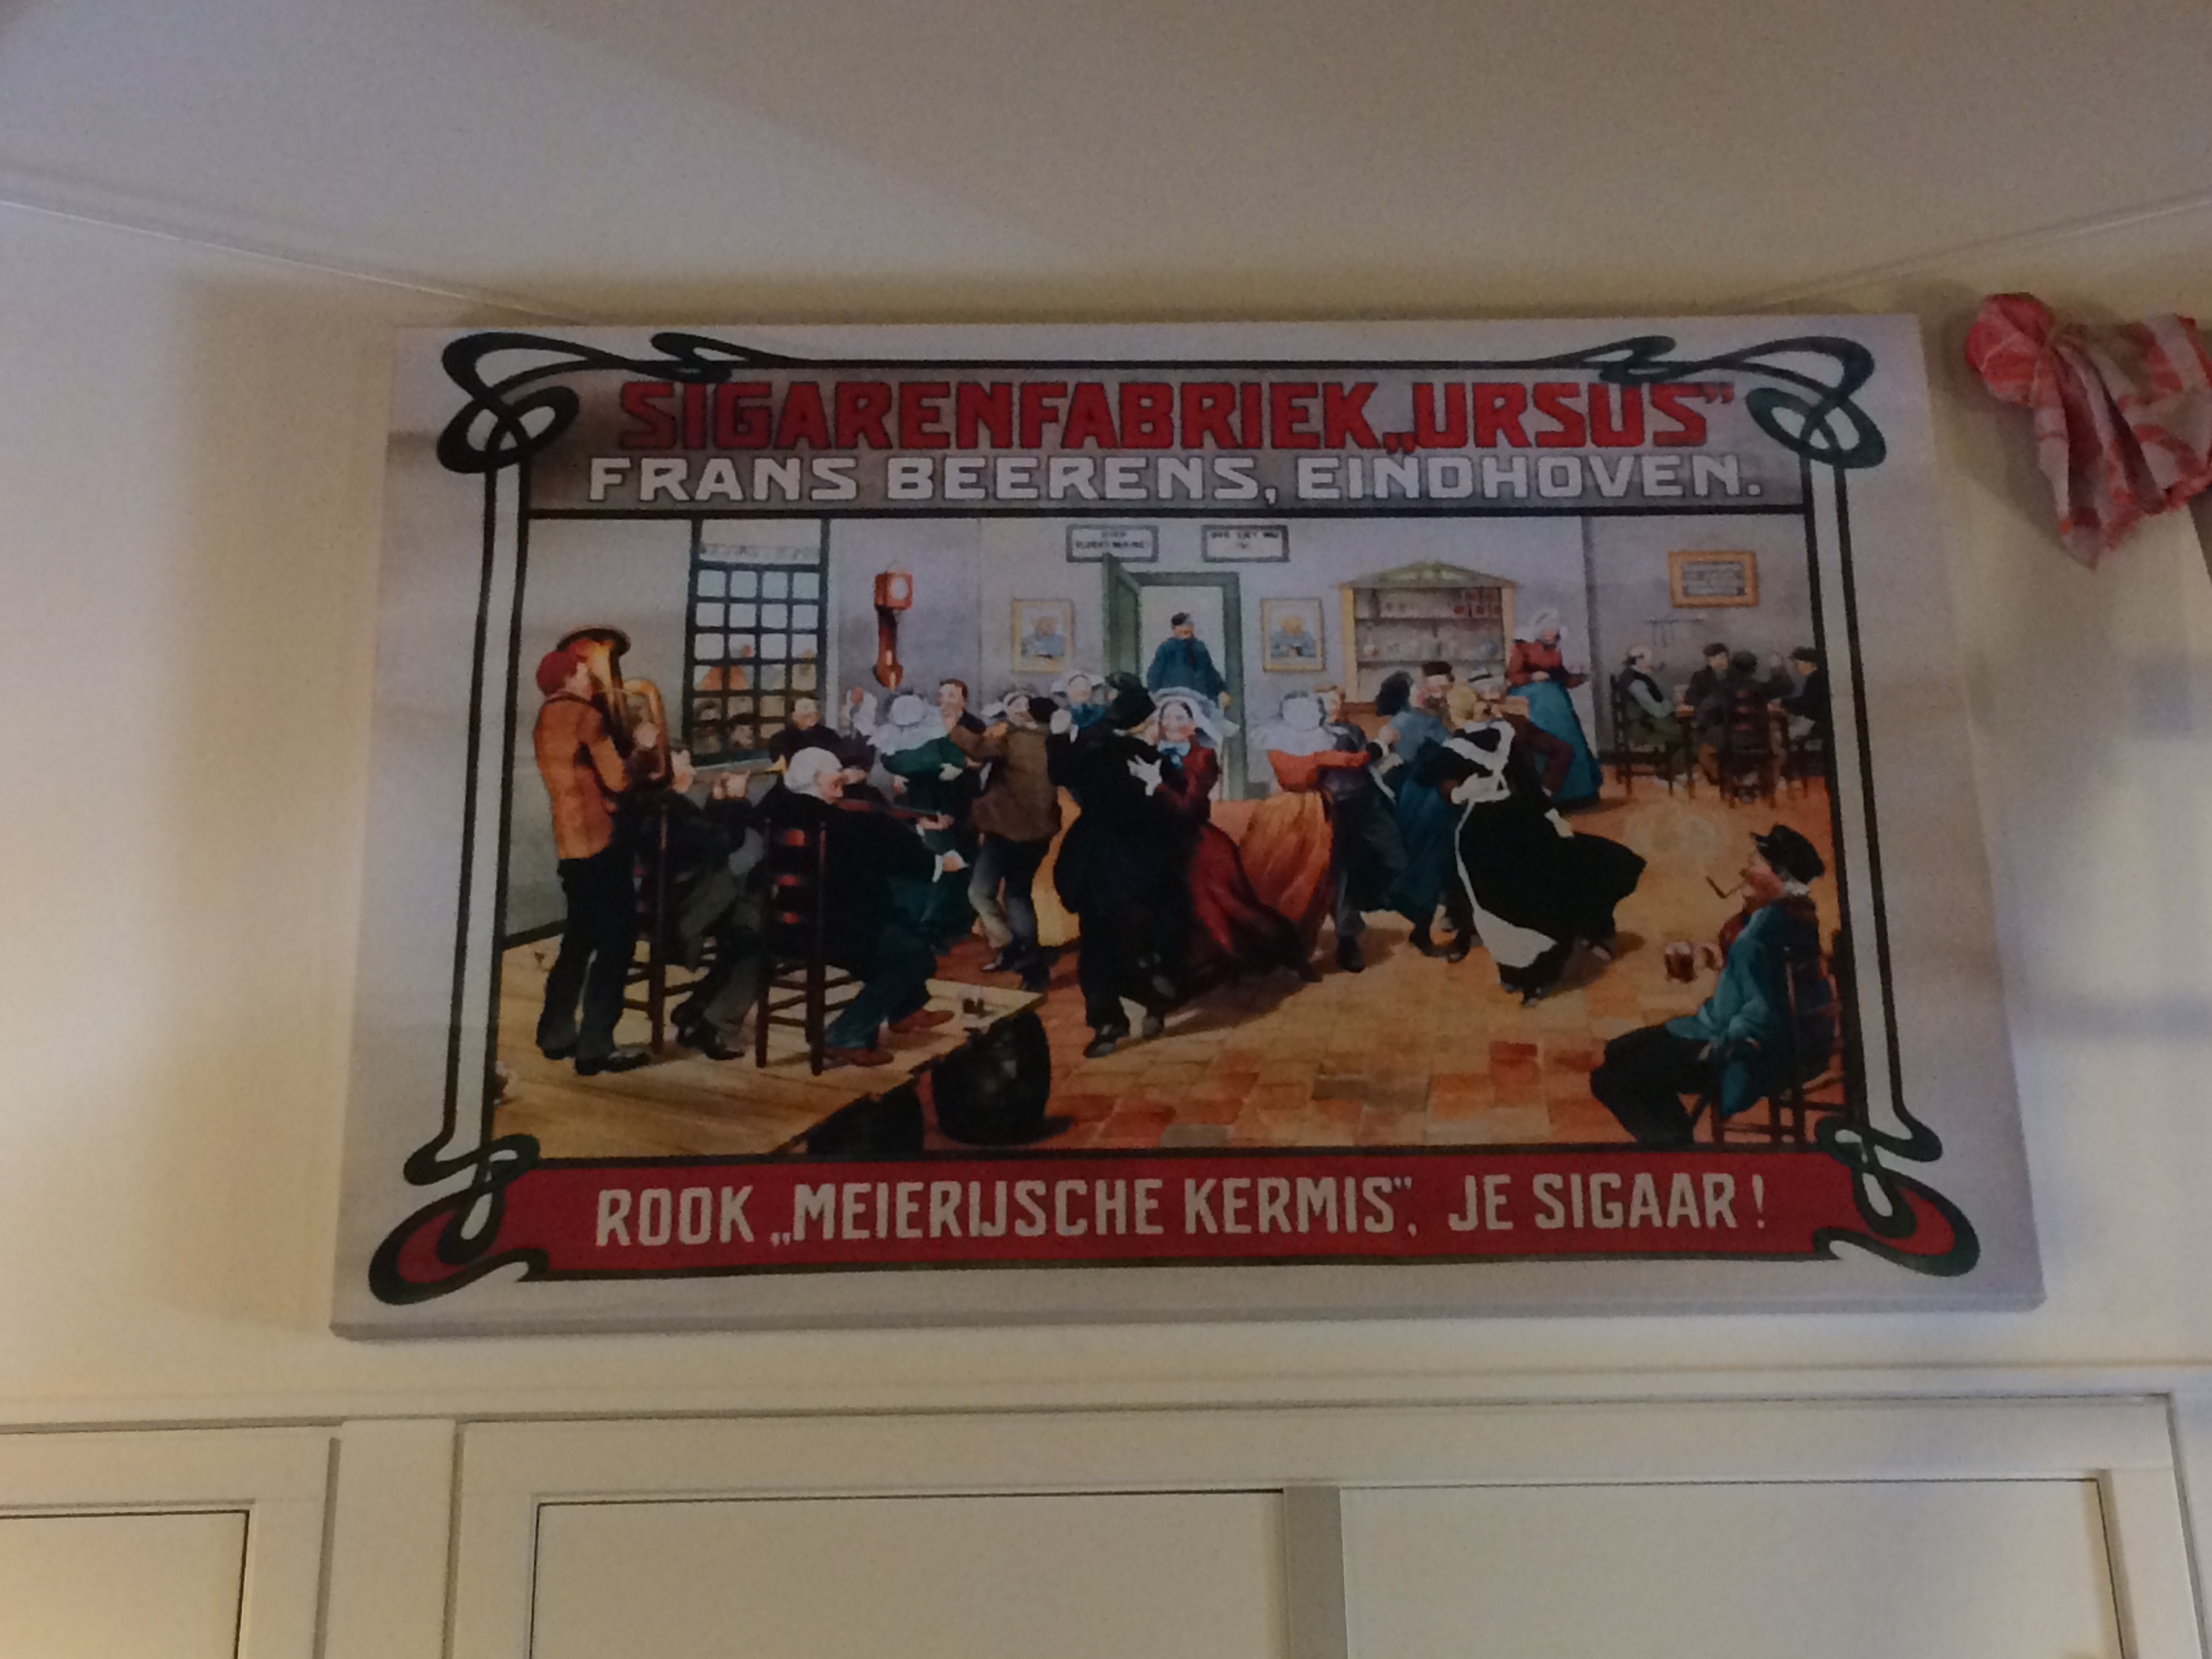 SIGARENFABRIEK „URSUS”
FRANS BEERENS, EINDHOVEN.
ROOK „MEIERIJSCHE KERMIS”, JE SIGAAR!